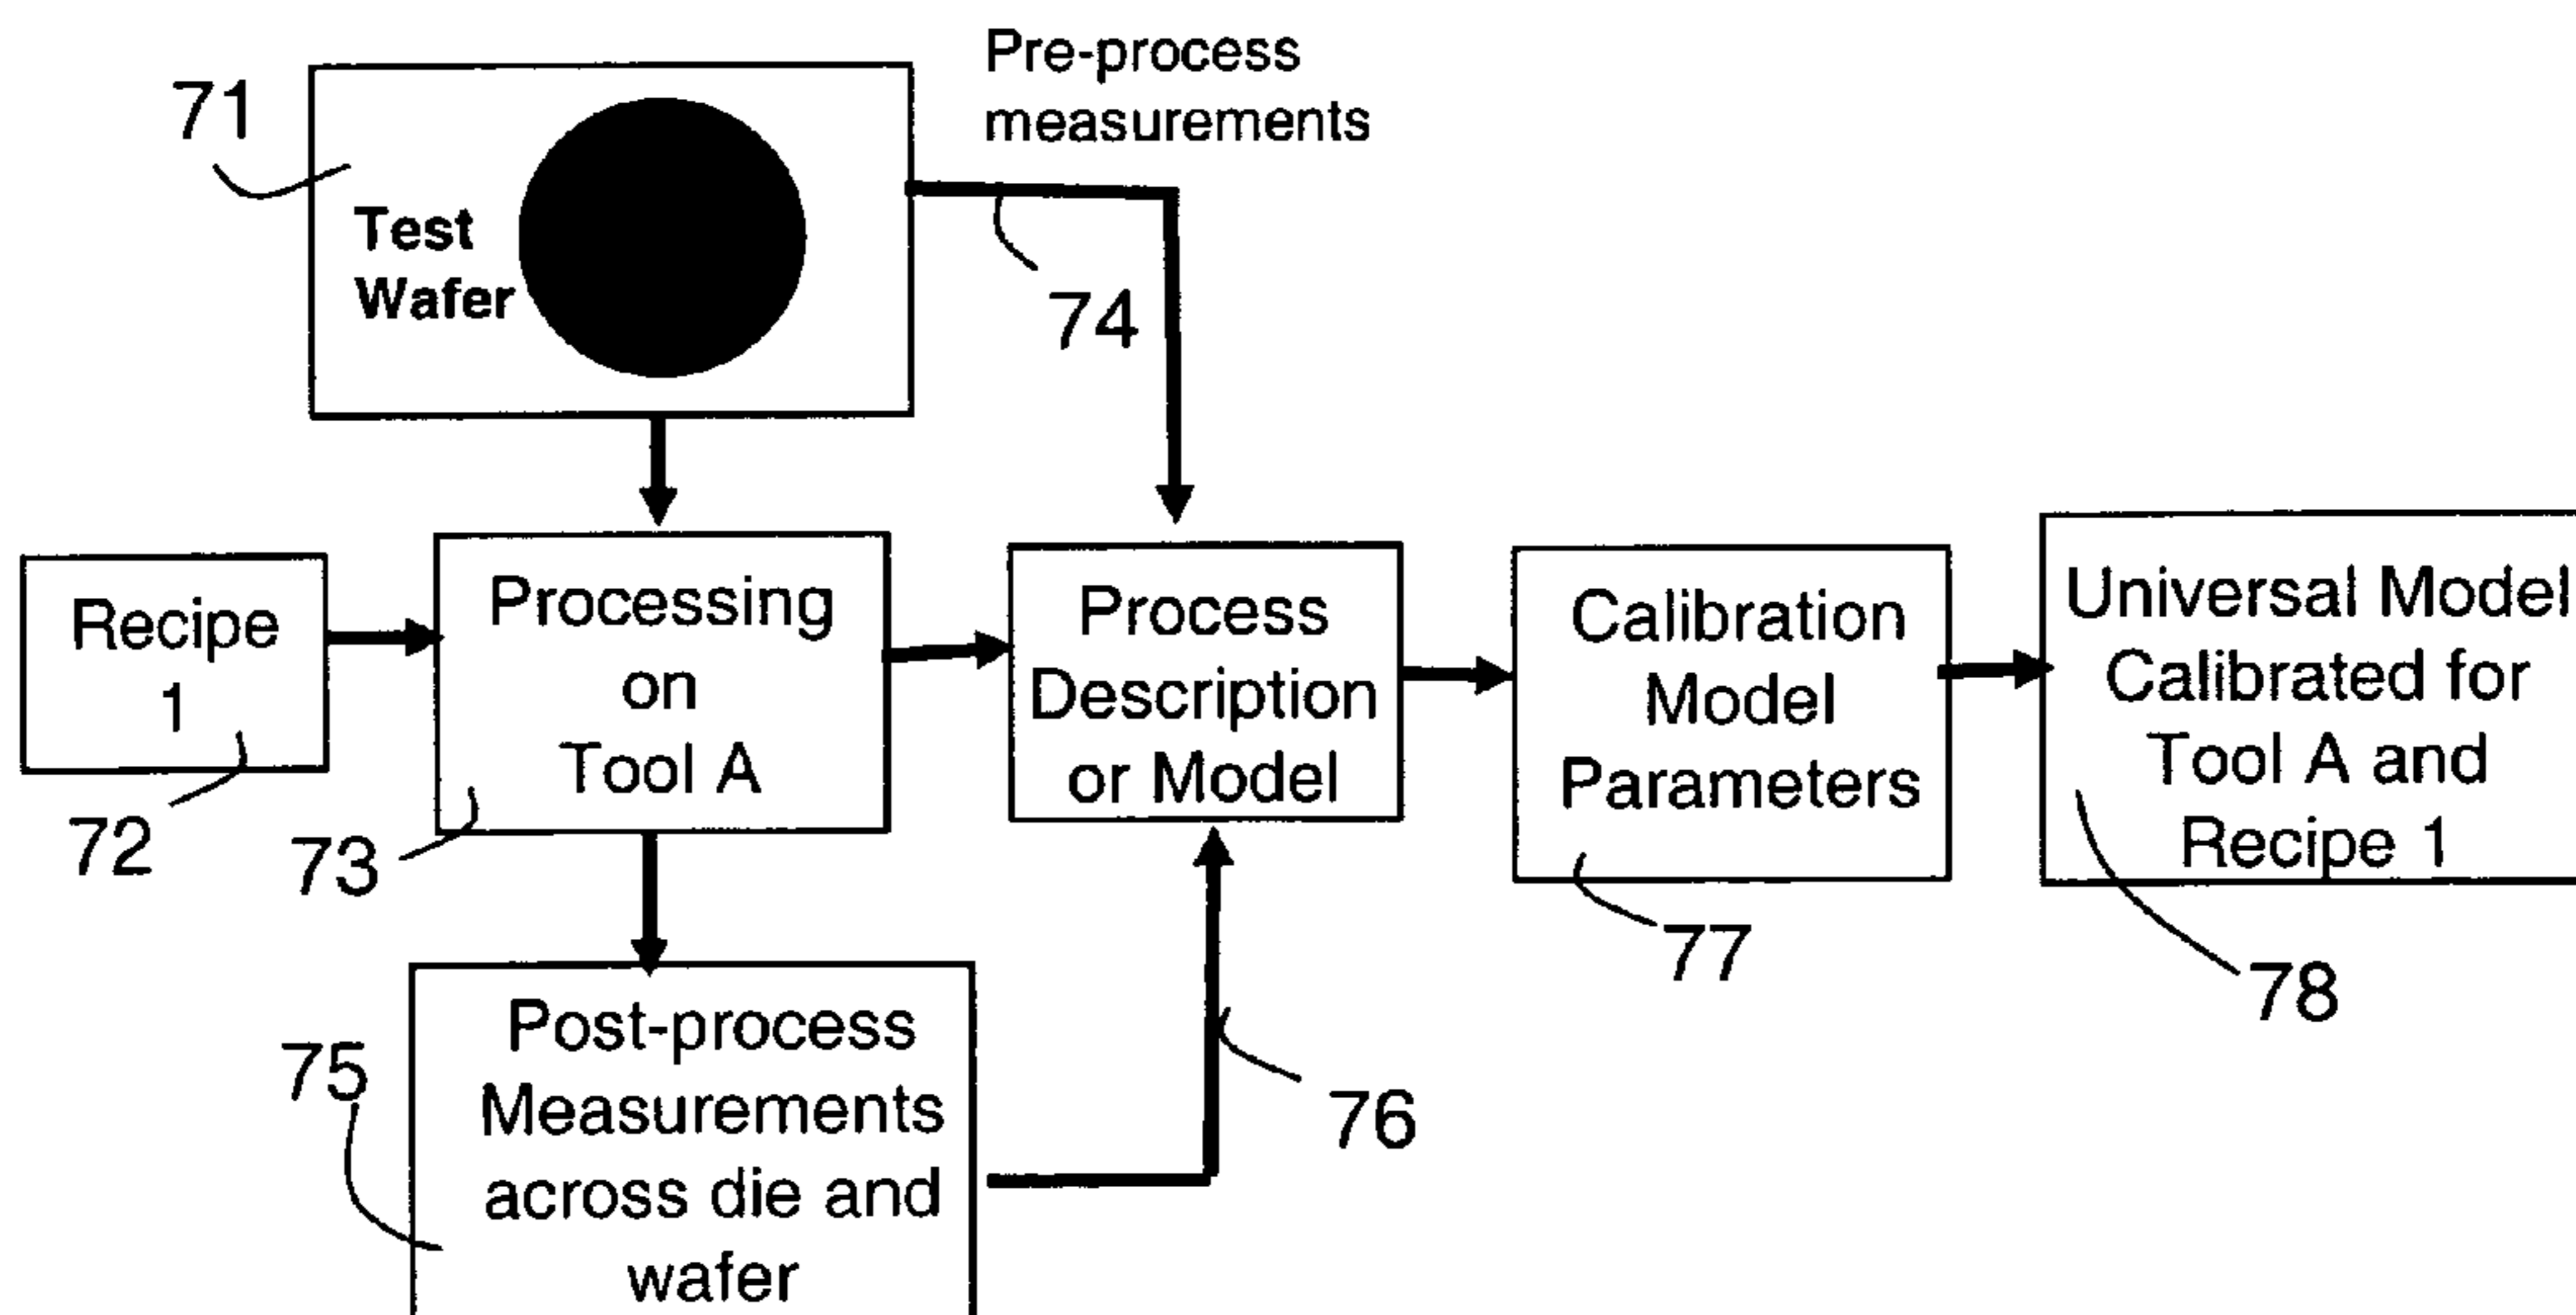 Pre-process
measurements
71
Test
Wafer
74
Recipe
1
72
Processing
on
Tool A
73
Process
Description
or Model
Calibration
Model
Parameters
77
Universal Model
Calibrated for
Tool A and
Recipe 1
78
Post-process
Measurements
across die and
wafer
75
76